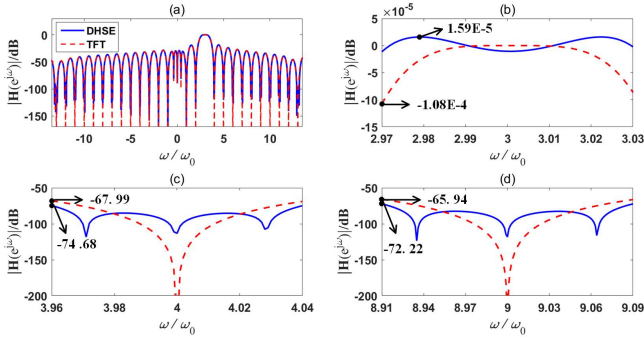 (a)
DHSE
TFT
|H(e^jω)|/dB
0
-50
-100
-150
-10
-5
0
5
10
ω/ω0
(b)
×10^-5
1.59E-5
-1.08E-4
|H(e^jω)|/dB
5
0
-5
-10
-15
2.97
2.98
2.99
3
3.01
3.02
3.03
ω/ω0
(c)
-67.99
-74.68
|H(e^jω)|/dB
-50
-100
-150
-200
3.96
3.98
4
4.02
4.04
ω/ω0
(d)
-65.94
-72.22
|H(e^jω)|/dB
-50
-100
-150
-200
8.91
8.94
8.97
9
9.03
9.06
9.09
ω/ω0